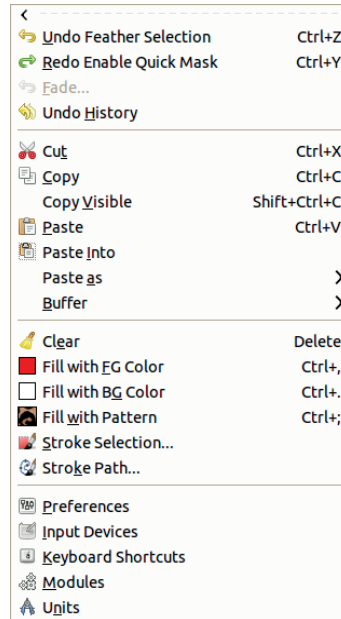 Undo Feather Selection Ctrl+Z
Redo Enable Quick Mask Ctrl+Y
Fade...
Undo History
Cut Ctrl+X
Copy Ctrl+C
Copy Visible Shift+Ctrl+C
Paste Ctrl+V
Paste Into
Paste as
Buffer
Clear Delete
Fill with FG Color Ctrl+,
Fill with BG Color Ctrl+.
Fill with Pattern Ctrl+;
Stroke Selection...
Stroke Path...
Preferences
Input Devices
Keyboard Shortcuts
Modules
Units